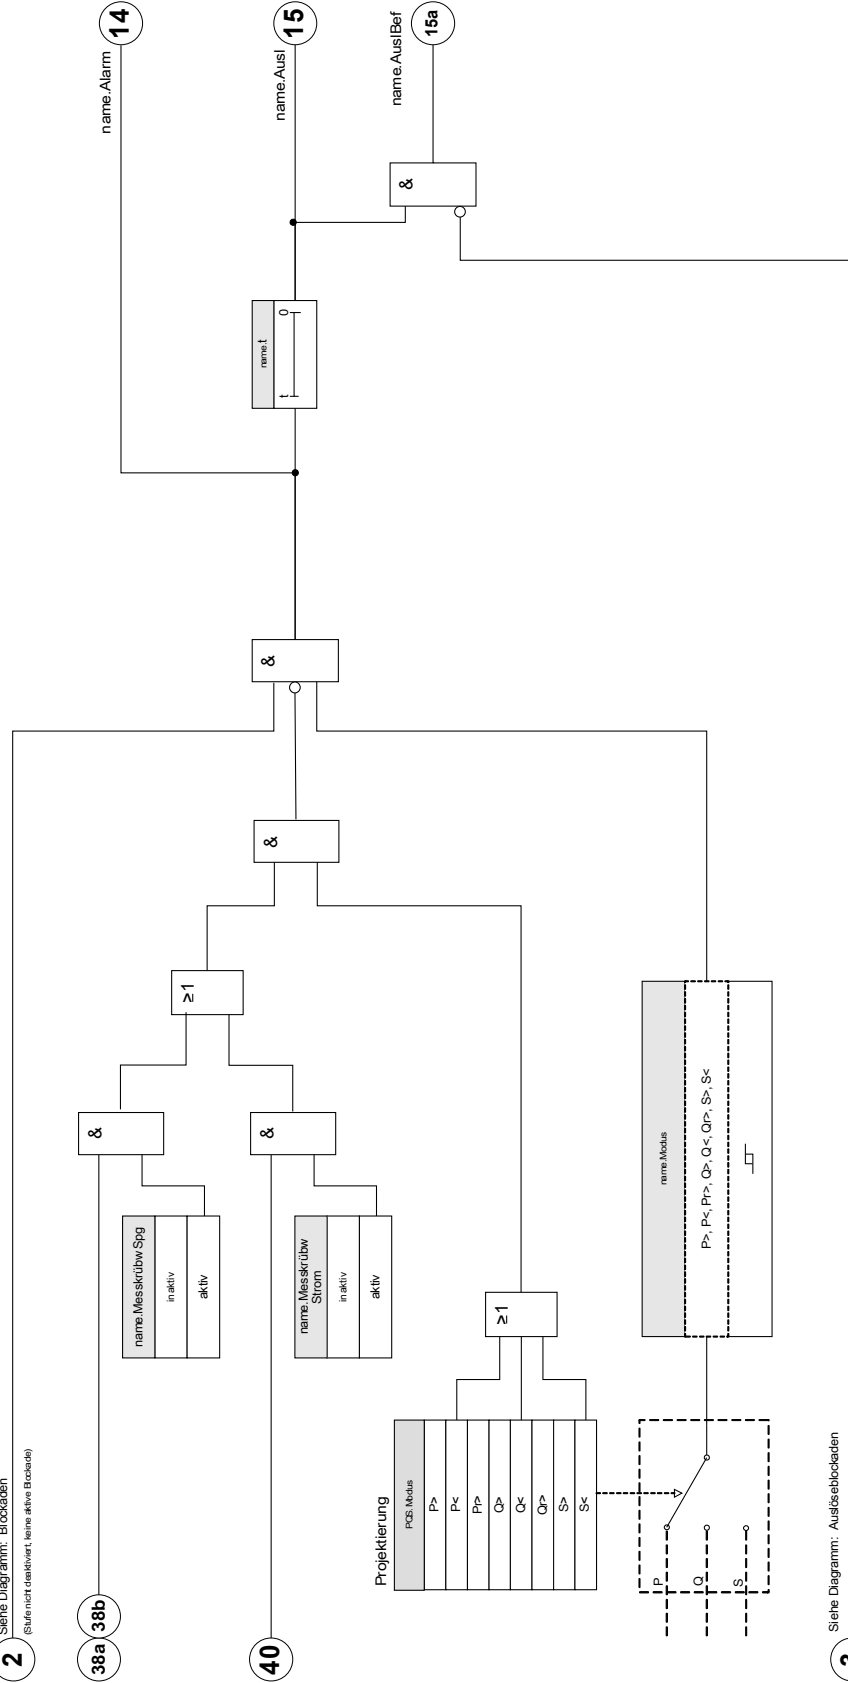 2
Siehe Diagramm: Blockaden
(Stufe nicht deaktiviert, keine aktive Blockade)
38a
38b
name.Messkrübw Spg
inaktiv
aktiv
&
40
name.Messkrübw
Strom
inaktiv
aktiv
&
≥1
&
&
name.t
t
0
name.Alarm
14
name.Ausl
15
name.AuslBef
15a
&
Projektierung
PQS.Modus
P>
P<
Pr>
Q>
Q<
Qr>
S>
S<
≥1
P
Q
S
name.Modus
P>, P<, Pr>, Q>, Q<, Qr>, S>, S<
3
Siehe Diagramm: Auslöseblockaden